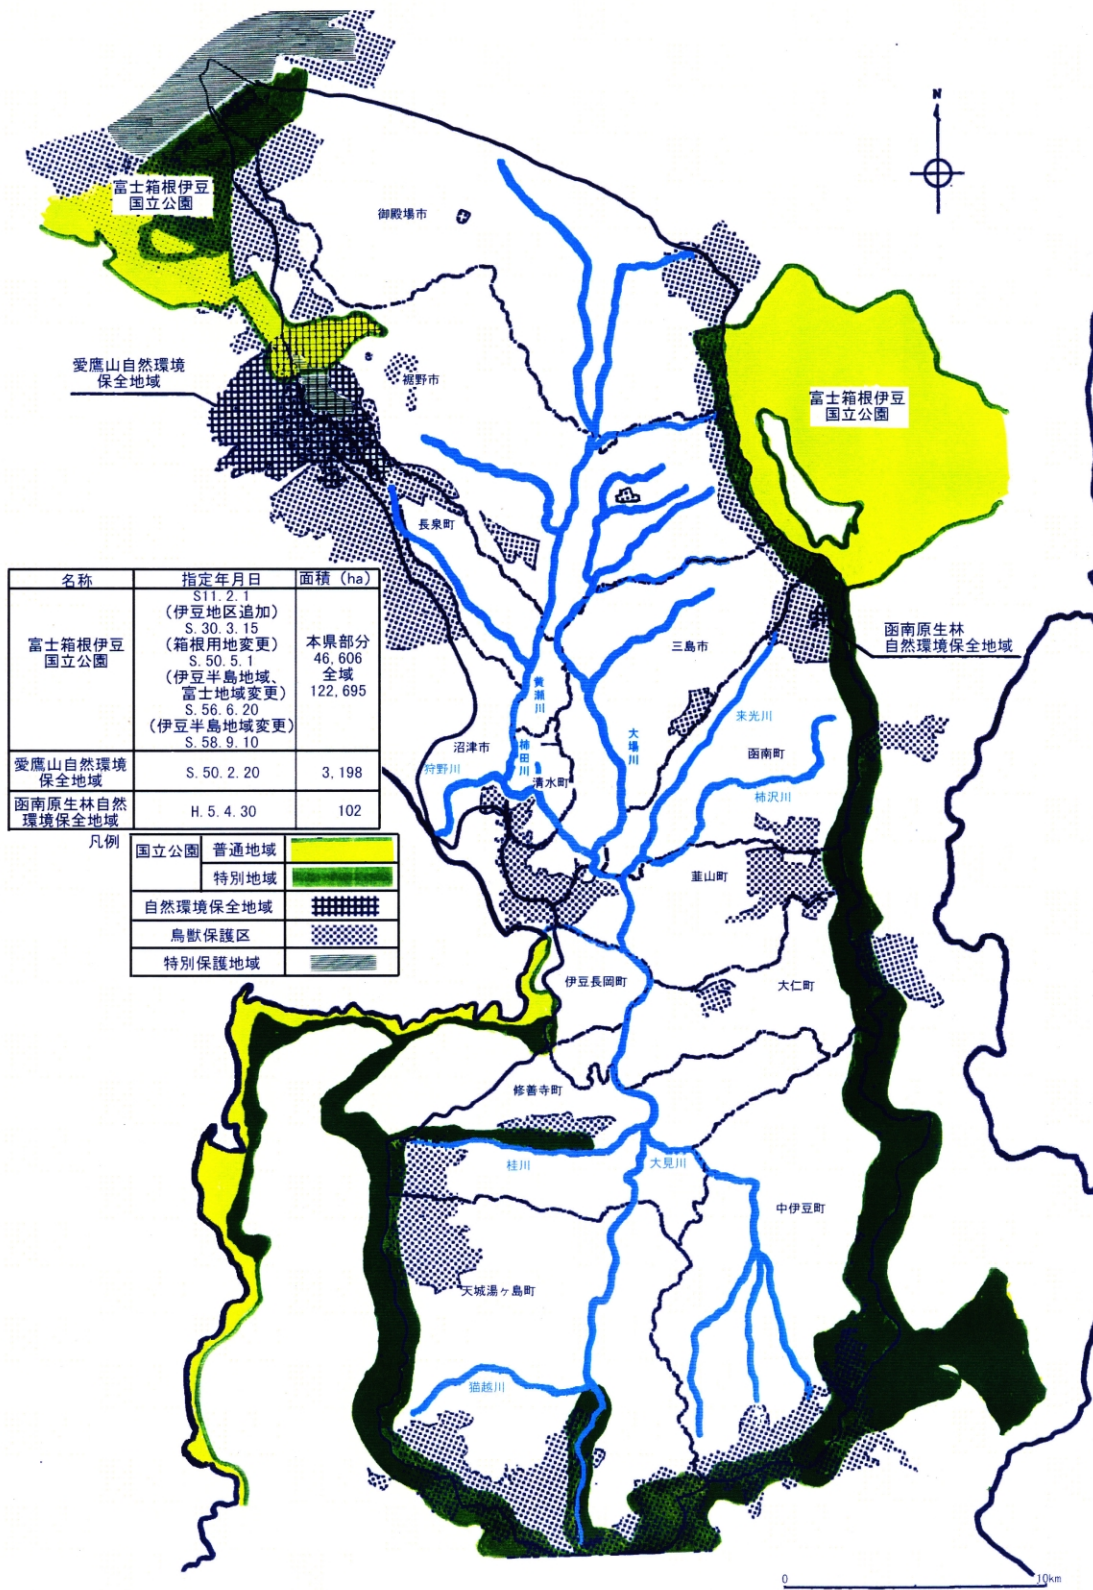 N
富士箱根伊豆
国立公園
御殿場市
愛鷹山自然環境
保全地域
裾野市
富士箱根伊豆
国立公園
長泉町
名称
指定年月日
面積（ha）
富士箱根伊豆
国立公園
S11.2.1
（伊豆地区追加）
S.30.3.15
（箱根用地変更）
S.50.5.1
（伊豆半島地域、
富士地域変更）
S.56.6.20
（伊豆半島地域変更）
S.58.9.10
本県部分
46,606
全域
122,695
愛鷹山自然環境
保全地域
S.50.2.20
3,198
函南原生林自然
環境保全地域
H.5.4.30
102
函南原生林
自然環境保全地域
三島市
黄瀬川
来光川
大場川
函南町
沼津市
柿田川
狩野川
清水町
柿沢川
凡例
国立公園
普通地域
特別地域
自然環境保全地域
鳥獣保護区
特別保護地域
韮山町
伊豆長岡町
大仁町
修善寺町
桂川
大見川
中伊豆町
天城湯ヶ島町
猫越川
0
10km